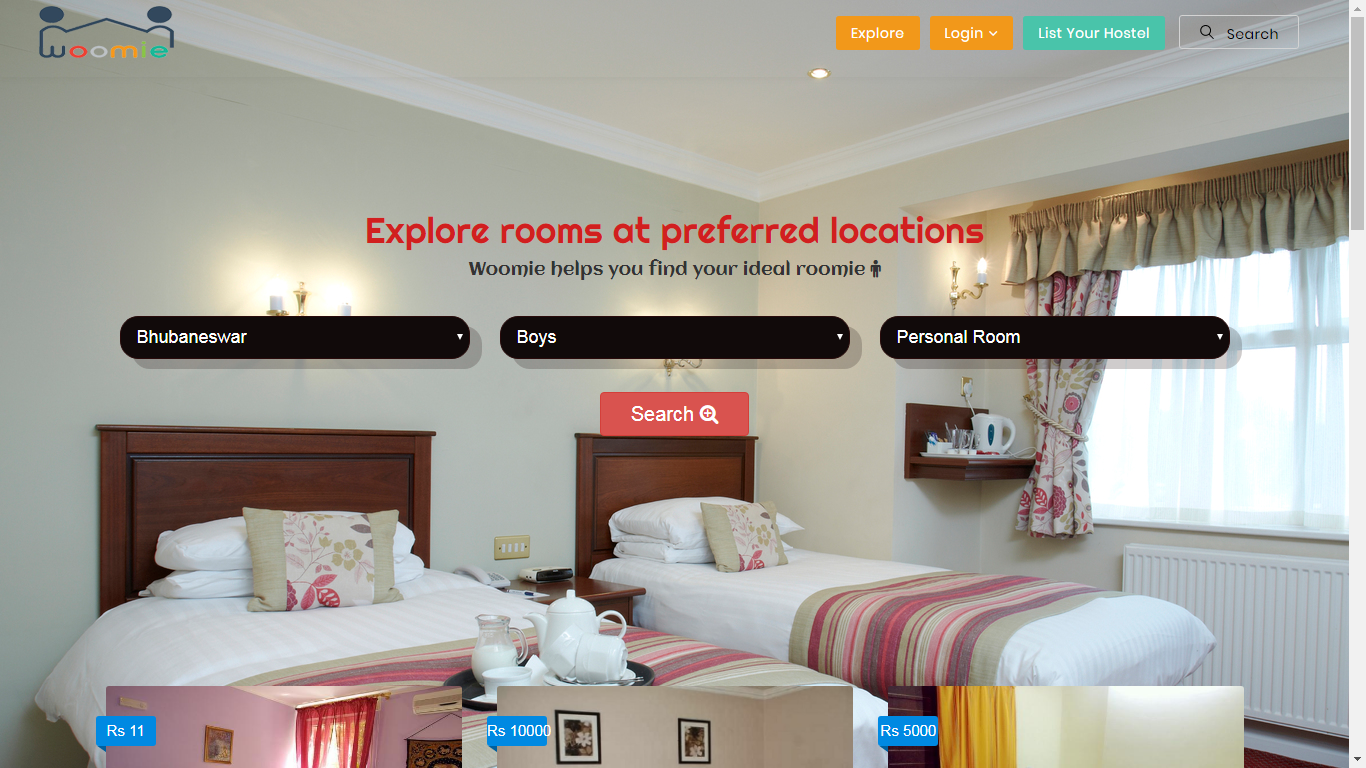 woomie
Explore
Login
List Your Hostel
Search
Explore rooms at preferred locations
Woomie helps you find your ideal roomie
Bhubaneswar
Boys
Personal Room
Search
Rs 11
Rs 10000
Rs 5000